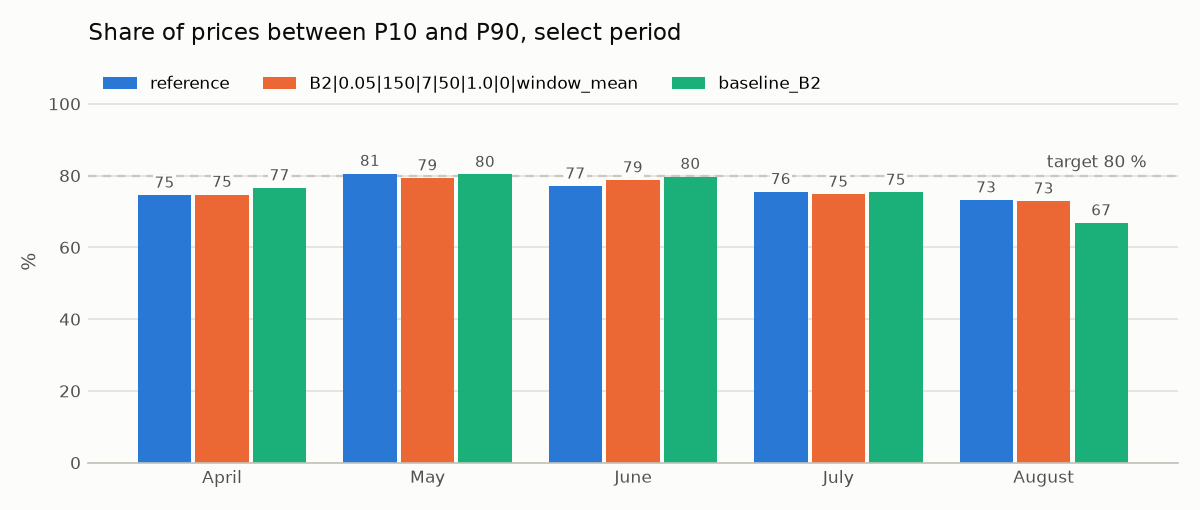 Share of prices between P10 and P90, select period
reference B2|0.05|150|7|50|1.0|0|window_mean baseline_B2
100
80
60
40
20
0
%
target 80 %
75 75 77
81 79 80
77 79 80
76 75 75
73 73 67
April May June July August